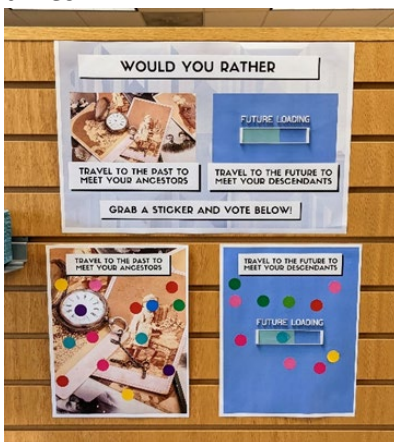 WOULD YOU RATHER
FUTURE LOADING
TRAVEL TO THE PAST TO
MEET YOUR ANCESTORS
TRAVEL TO THE FUTURE TO
MEET YOUR DESCENDANTS
GRAB A STICKER AND VOTE BELOW!
TRAVEL TO THE PAST TO
MEET YOUR ANCESTORS
TRAVEL TO THE FUTURE TO
MEET YOUR DESCENDANTS
FUTURE LOADING